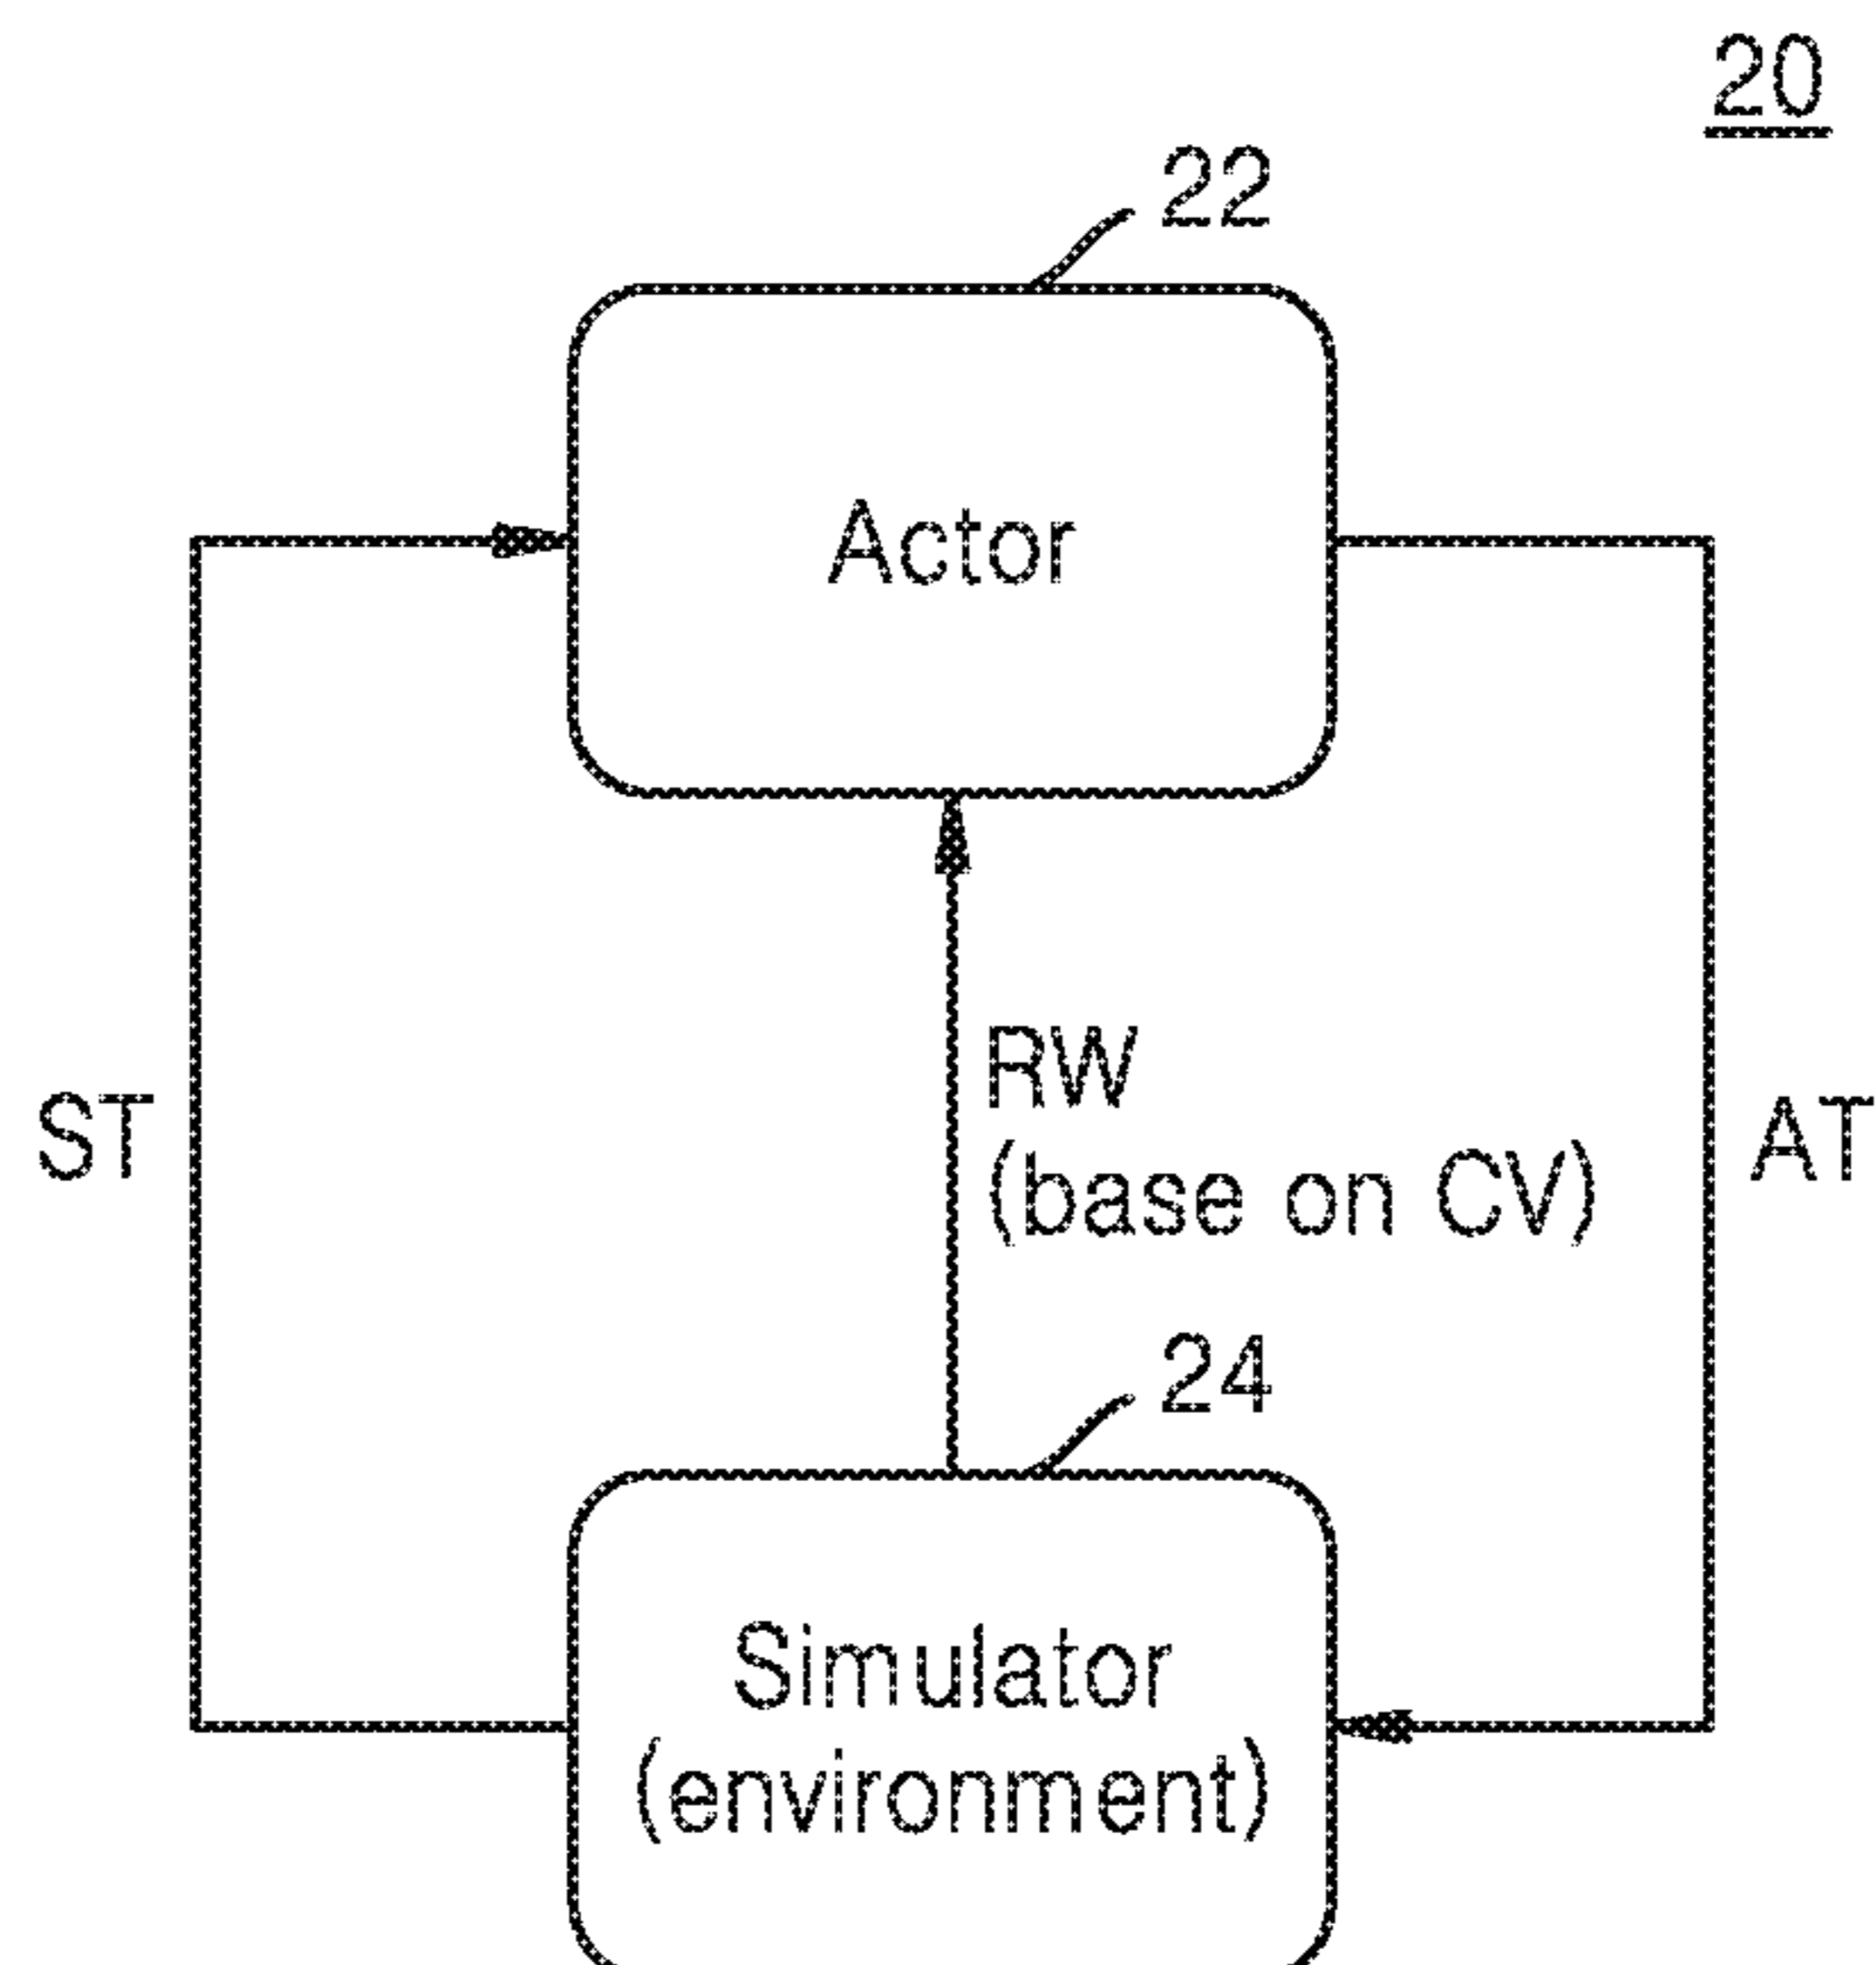 20
22
Actor
RW
(base on CV)
ST
AT
24
Simulator
(environment)